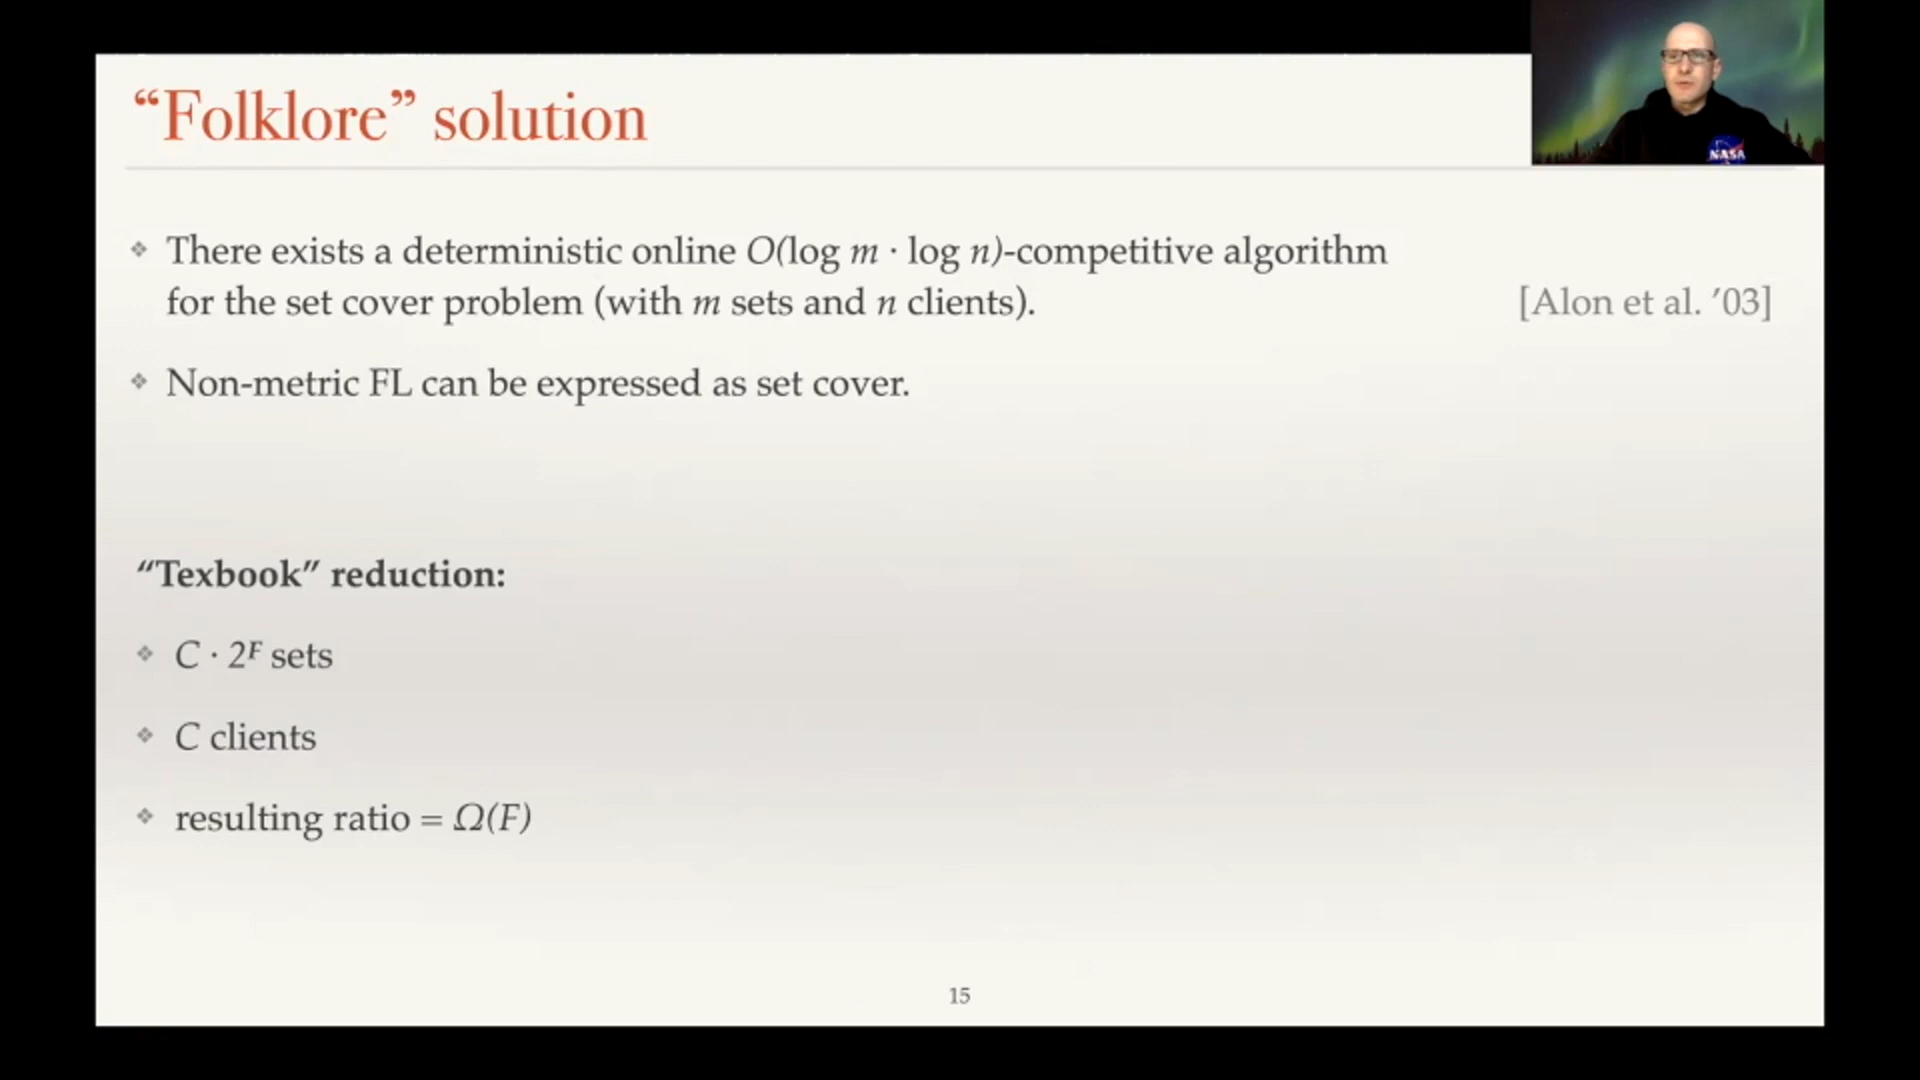 “Folklore” solution
NASA
❖ There exists a deterministic online O(log m · log n)-competitive algorithm
for the set cover problem (with m sets and n clients). [Alon et al. ’03]
❖ Non-metric FL can be expressed as set cover.
“Texbook” reduction:
❖ C · 2ᶠ sets
❖ C clients
❖ resulting ratio = Ω(F)
15